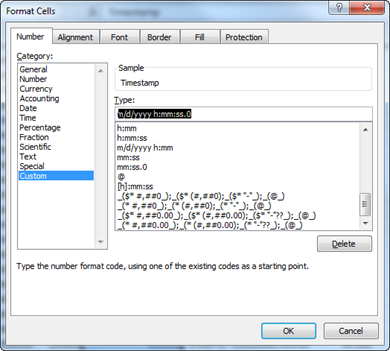 Timestamp
Format Cells
Number Alignment Font Border Fill Protection
Category:
General
Number
Currency
Accounting
Date
Time
Percentage
Fraction
Scientific
Text
Special
Custom
Sample
Timestamp
Type:
m/d/yyyy h:mm:ss.0
h:mm
h:mm:ss
m/d/yyyy h:mm
mm:ss
mm:ss.0
@
[h]:mm:ss
_($* #,##0_);_($* (#,##0);_($* "-"_);_(@_)
_(* #,##0_);_(* (#,##0);_(* "-"_);_(@_)
_($* #,##0.00_);_($* (#,##0.00);_($* "-"??_);_(@_)
_(* #,##0.00_);_(* (#,##0.00);_(* "-"??_);_(@_)
Delete
Type the number format code, using one of the existing codes as a starting point.
OK Cancel